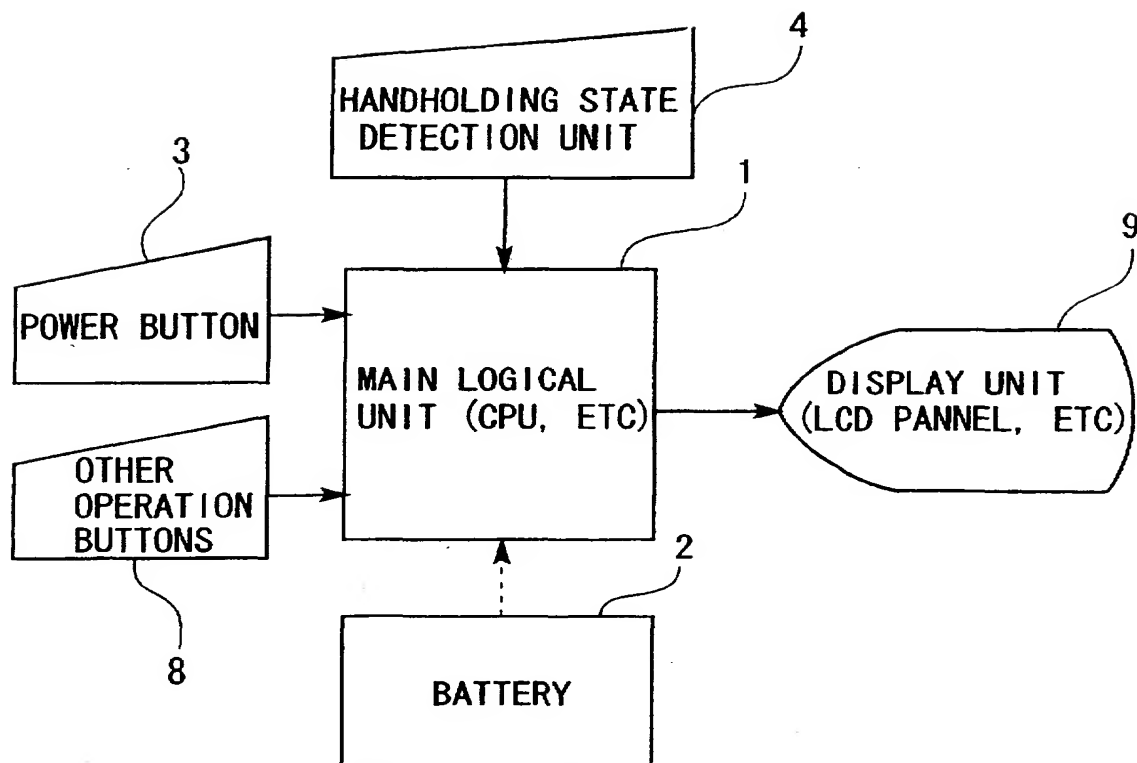 4
HANDHOLDING STATE
DETECTION UNIT
3
1
9
POWER BUTTON
MAIN LOGICAL
UNIT (CPU, ETC)
DISPLAY UNIT
(LCD PANNEL, ETC)
OTHER
OPERATION
BUTTONS
8
2
BATTERY